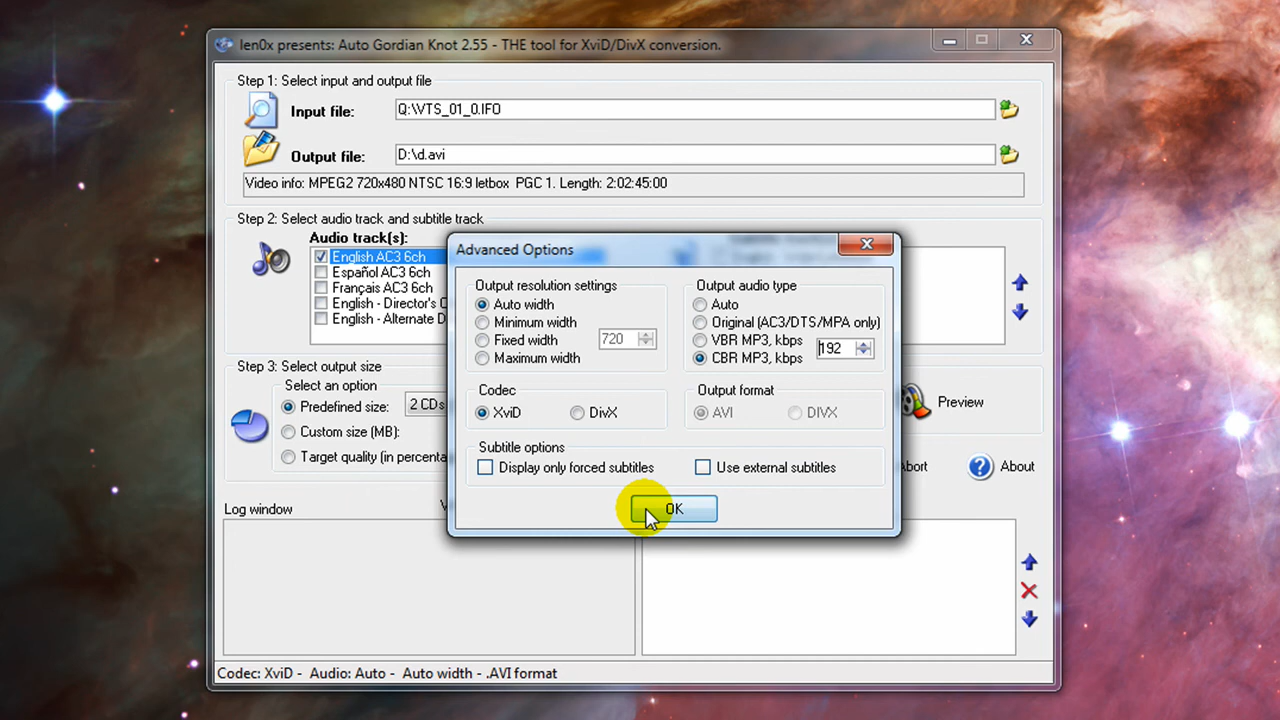 len0x presents: Auto Gordian Knot 2.55 - THE tool for XviD/DivX conversion.
Step 1: Select input and output file
Input file: Q:\VTS_01_0.IFO
Output file: D:\d.avi
Video info: MPEG2 720x480 NTSC 16:9 letbox PGC 1. Length: 2:02:45:00
Step 2: Select audio track and subtitle track
Audio track(s):
English AC3 6ch
Español AC3 6ch
Français AC3 6ch
English - Director's C
English - Alternate D
Step 3: Select output size
Select an option
Predefined size: 2 CDs
Custom size (MB):
Target quality (in percenta
Advanced Options
Output resolution settings
Auto width
Minimum width
Fixed width
Maximum width
720
Output audio type
Auto
Original (AC3/DTS/MPA only)
VBR MP3, kbps
CBR MP3, kbps
192
Codec
XviD DivX
Output format
AVI DIVX
Subtitle options
Display only forced subtitles Use external subtitles
OK
Preview
bort
About
Log window
Codec: XviD - Audio: Auto - Auto width - .AVI format